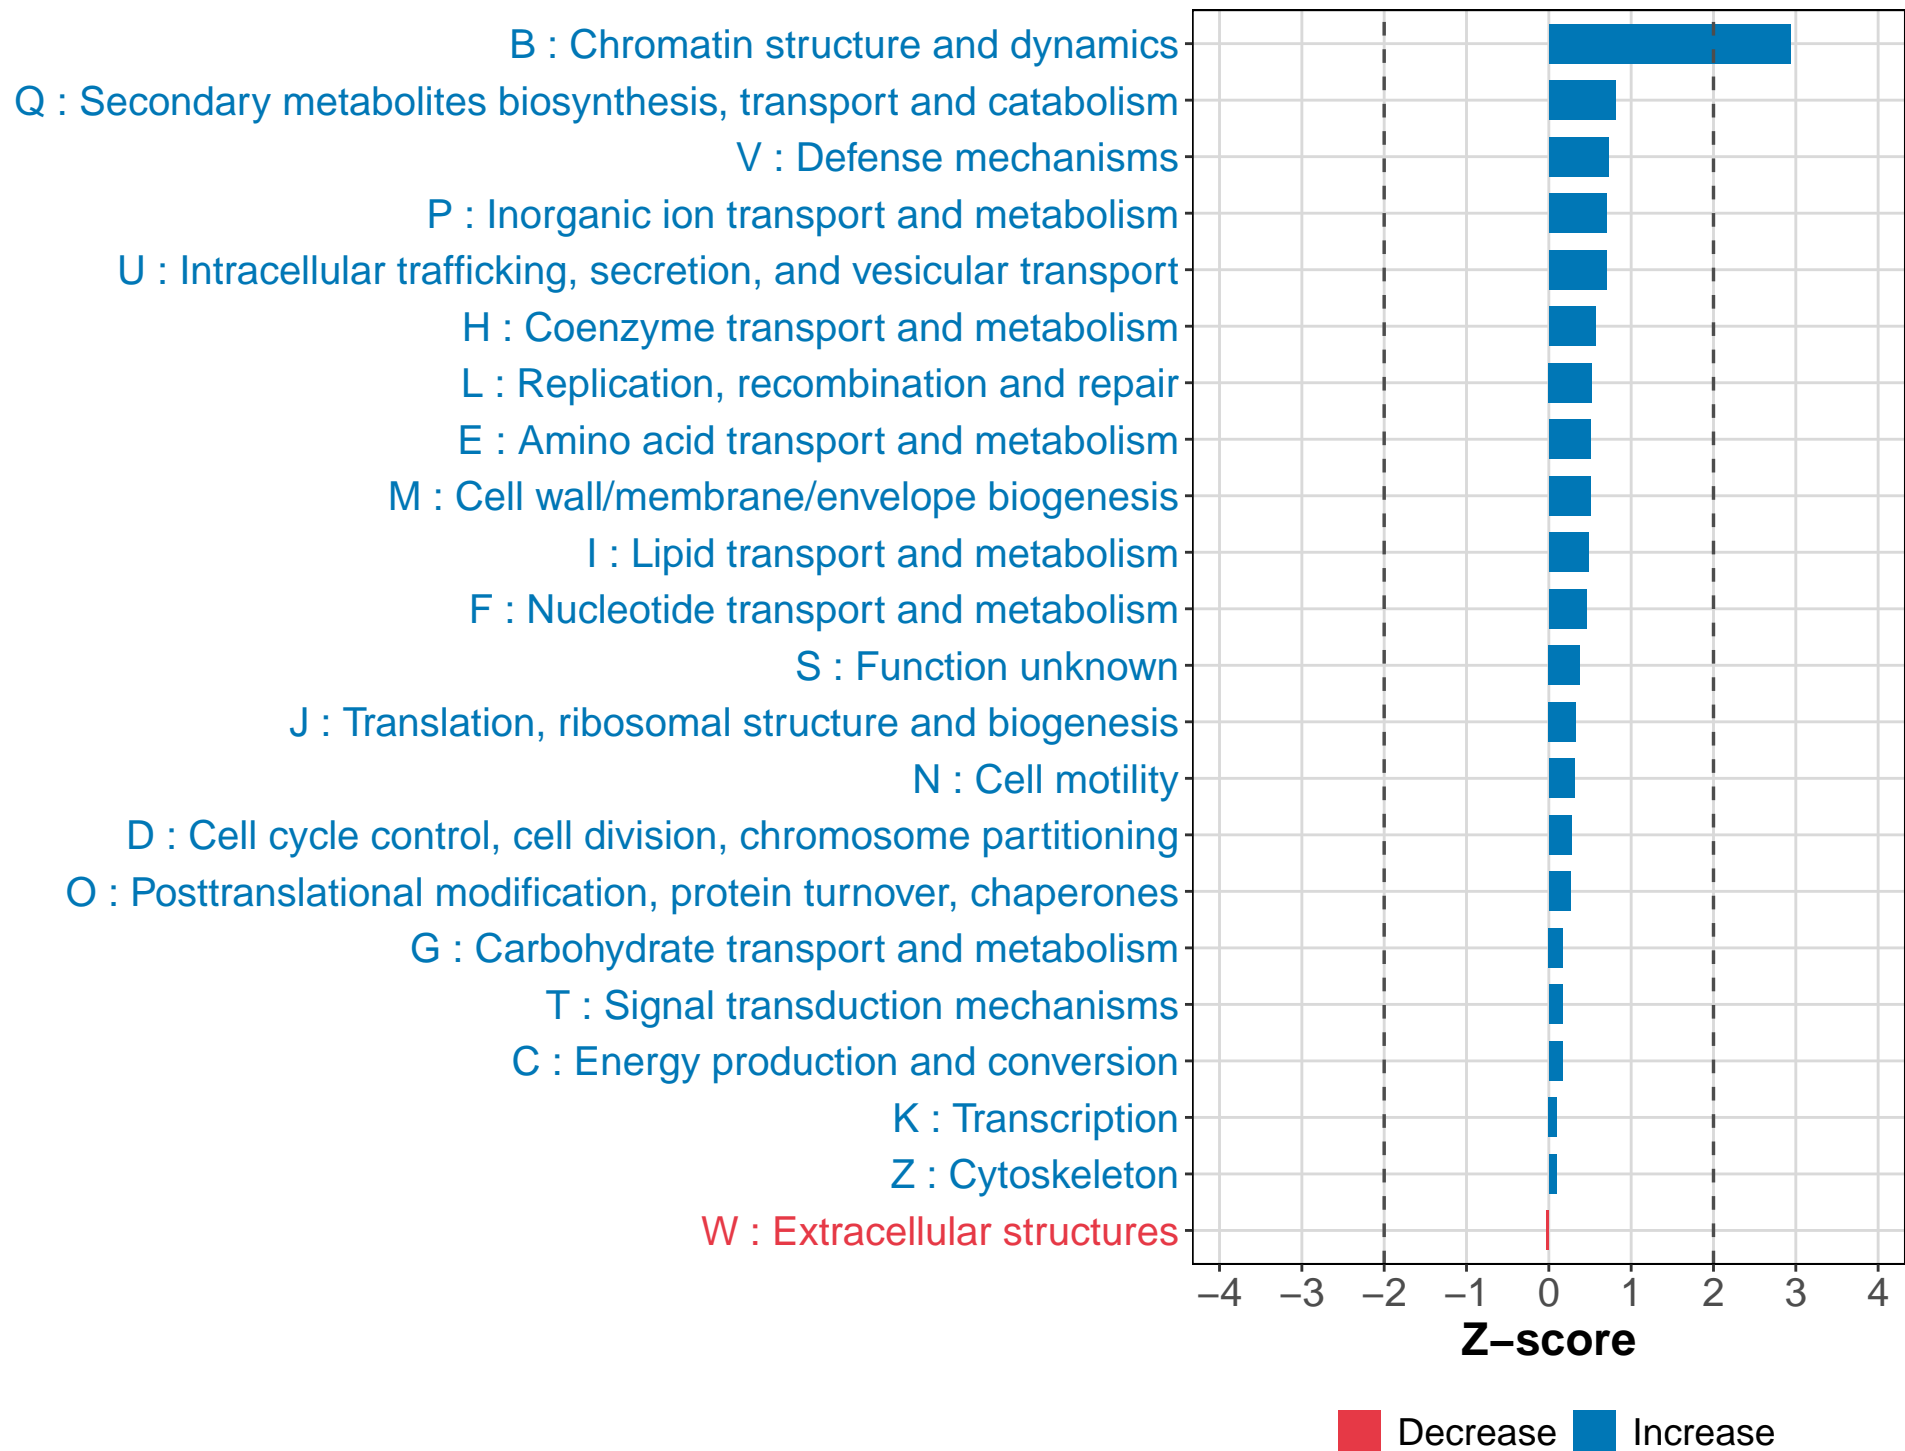 B : Chromatin structure and dynamics
Q : Secondary metabolites biosynthesis, transport and catabolism
V : Defense mechanisms
P : Inorganic ion transport and metabolism
U : Intracellular trafficking, secretion, and vesicular transport
H : Coenzyme transport and metabolism
L : Replication, recombination and repair
E : Amino acid transport and metabolism
M : Cell wall/membrane/envelope biogenesis
I : Lipid transport and metabolism
F : Nucleotide transport and metabolism
S : Function unknown
J : Translation, ribosomal structure and biogenesis
N : Cell motility
D : Cell cycle control, cell division, chromosome partitioning
O : Posttranslational modification, protein turnover, chaperones
G : Carbohydrate transport and metabolism
T : Signal transduction mechanisms
C : Energy production and conversion
K : Transcription
Z : Cytoskeleton
W : Extracellular structures
−4 −3 −2 −1 0 1 2 3 4
Z−score
Decrease Increase